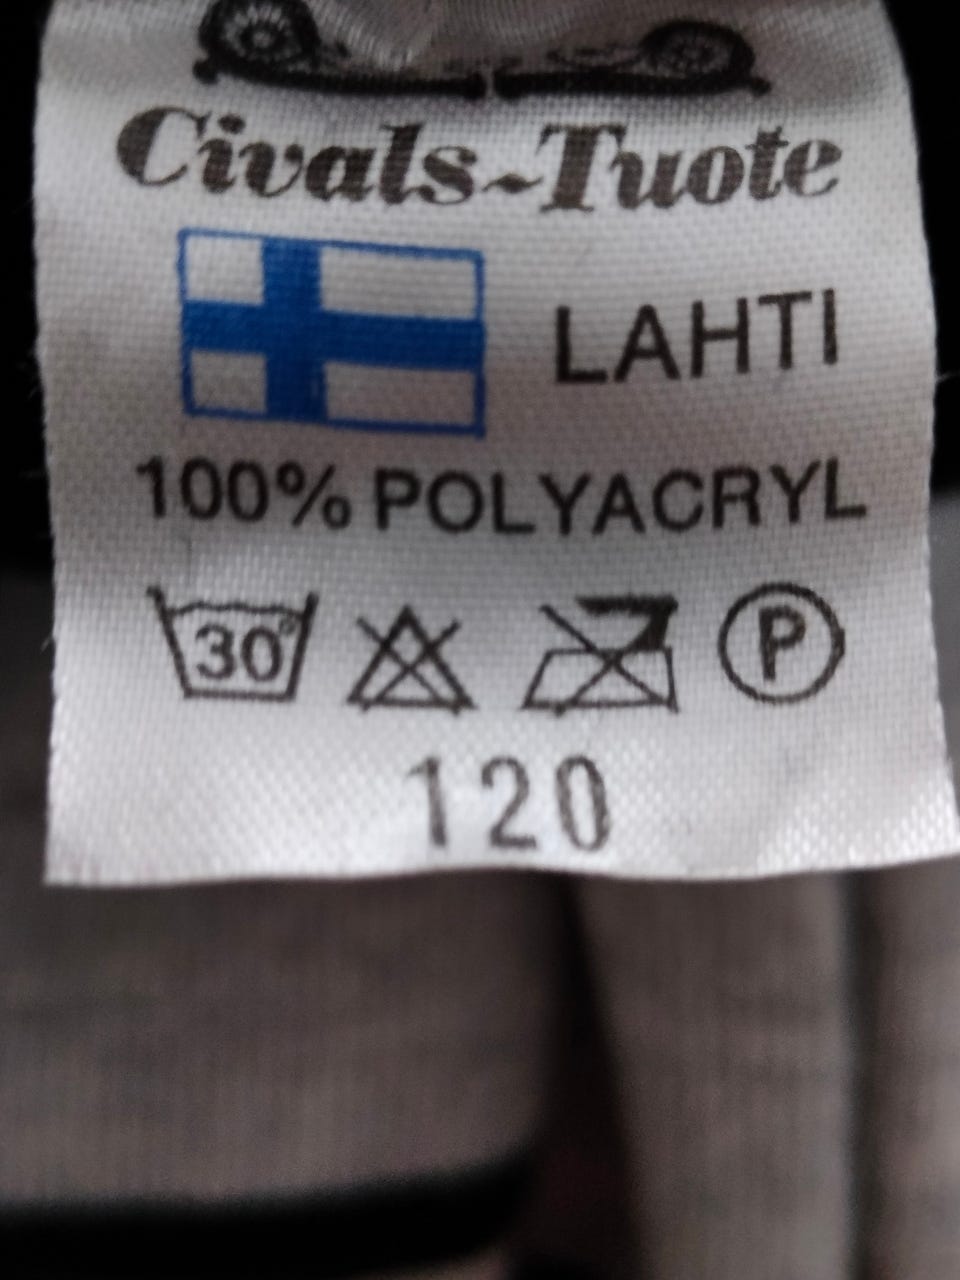 Civals-Tuote
LAHTI
100% POLYACRYL
30° P
120